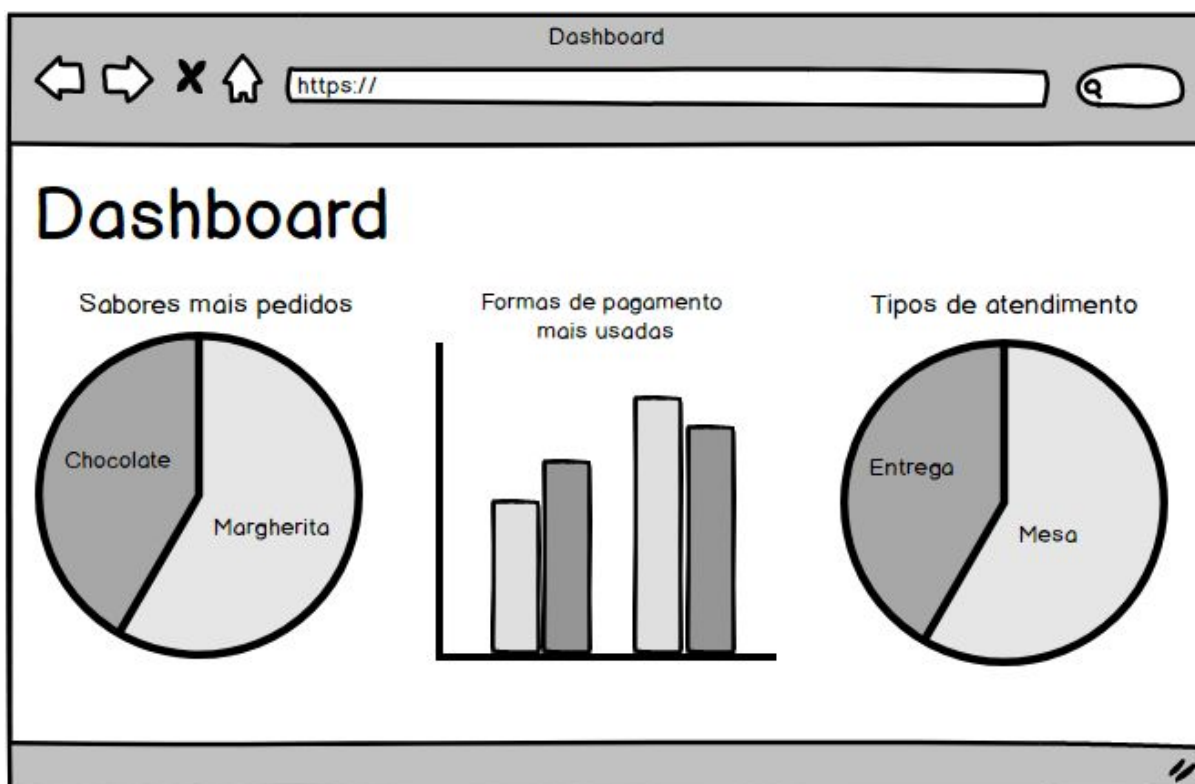 Dashboard
https://
Dashboard
Sabores mais pedidos
Chocolate
Margherita
Formas de pagamento
mais usadas
Tipos de atendimento
Entrega
Mesa